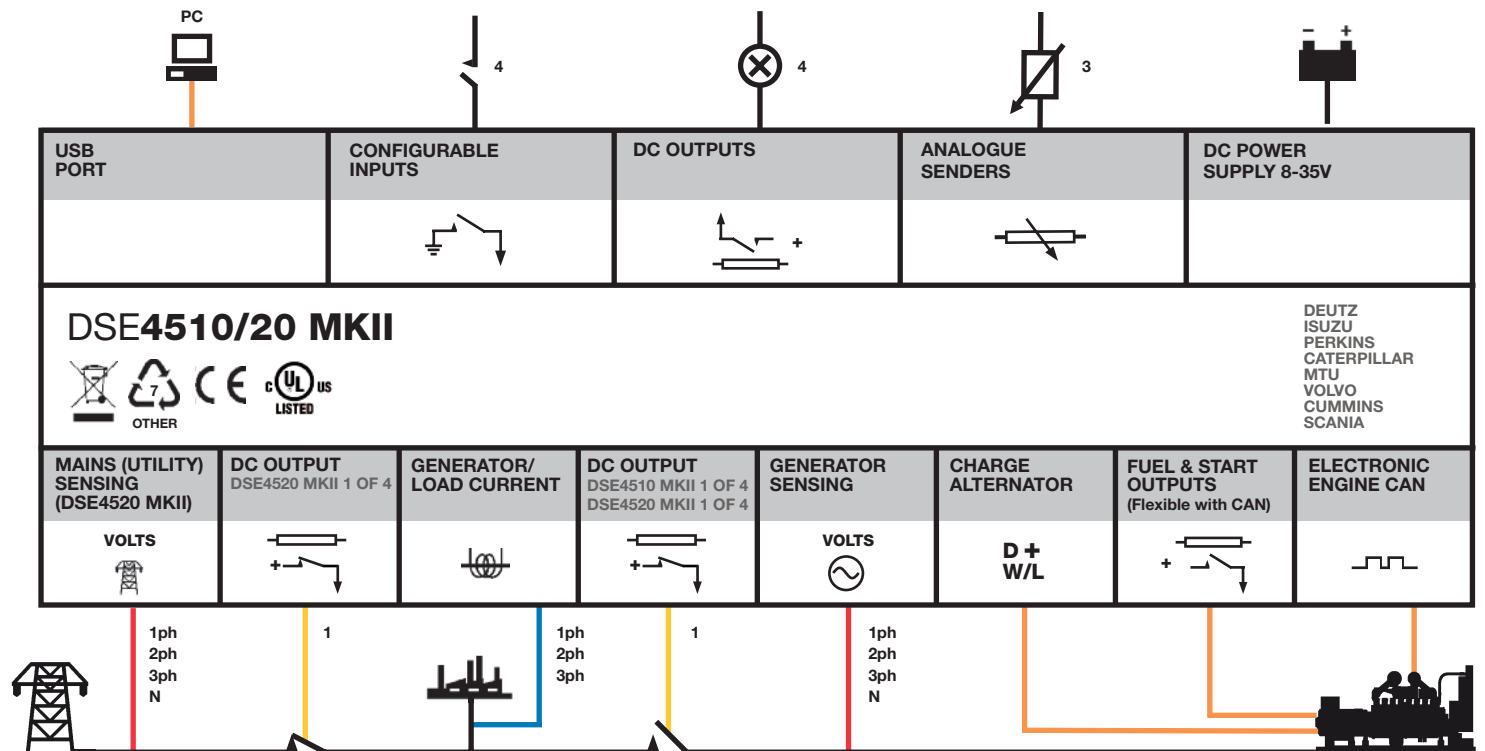 PC
4
4
3
– +
USB
PORT
CONFIGURABLE
INPUTS
DC OUTPUTS
ANALOGUE
SENDERS
DC POWER
SUPPLY 8-35V
+
DSE4510/20 MKII
7
OTHER
CE
C UL US
LISTED
DEUTZ
ISUZU
PERKINS
CATERPILLAR
MTU
VOLVO
CUMMINS
SCANIA
MAINS (UTILITY)
SENSING
(DSE4520 MKII)
VOLTS
DC OUTPUT
DSE4520 MKII 1 OF 4
+
GENERATOR/
LOAD CURRENT
DC OUTPUT
DSE4510 MKII 1 OF 4
DSE4520 MKII 1 OF 4
+
GENERATOR
SENSING
VOLTS
CHARGE
ALTERNATOR
D +
W/L
FUEL & START
OUTPUTS
(Flexible with CAN)
+
ELECTRONIC
ENGINE CAN
1ph
2ph
3ph
N
1
1ph
2ph
3ph
1
1ph
2ph
3ph
N